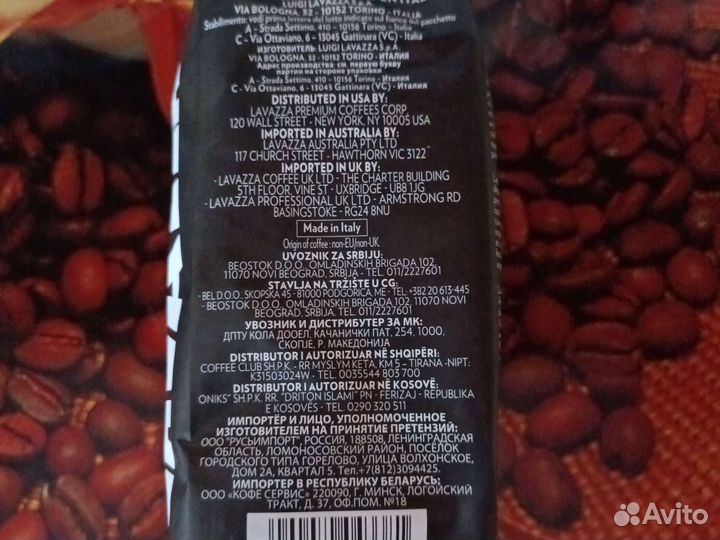 LUIGI LAVAZZA S.p.A.
VIA BOLOGNA, 32 - 10152 TORINO - ITALIA
Stabilimento: vedi prima lettera del lotto indicato sul fianco del pacchetto
A - Strada Settimo, 410 - 10156 Torino - Italia
C - Via Ottaviano, 6 - 13045 Gattinara (VC) - Italia
ИЗГОТОВИТЕЛЬ: LUIGI LAVAZZA S.p.A.
VIA BOLOGNA, 32 - 10152 TORINO - ИТАЛИЯ
Адрес производства см. первую букву
партии на стороне упаковки
A - Strada Settimo, 410 - 10156 Torino - Италия
C - Via Ottaviano, 6 - 13045 Gattinara (VC) - Италия
DISTRIBUTED IN USA BY:
LAVAZZA PREMIUM COFFEES CORP
120 WALL STREET - NEW YORK, NY 10005 USA
IMPORTED IN AUSTRALIA BY:
LAVAZZA AUSTRALIA PTY LTD
117 CHURCH STREET - HAWTHORN VIC 3122
IMPORTED IN UK BY:
- LAVAZZA COFFEE UK LTD - THE CHARTER BUILDING
5TH FLOOR, VINE ST - UXBRIDGE - UB8 1JG
- LAVAZZA PROFESSIONAL UK LTD - ARMSTRONG RD
BASINGSTOKE - RG24 8NU
Made in Italy
Origin of coffee: non-EU/non-UK
UVOZNIK ZA SRBIJU:
BEOSTOK D.O.O., OMLADINSKIH BRIGADA 102,
11070 NOVI BEOGRAD, SRBIJA - TEL. 011/2227601
STAVLJA NA TRŽIŠTE U CG:
- BEL D.O.O., SKOPSKA 45 - 81000 PODGORICA, ME - TEL: +382 20 613-445
- BEOSTOK D.O.O., OMLADINSKIH BRIGADA 102, 11070 NOVI
BEOGRAD, SRBIJA - TEL. 011/2227601
УВОЗНИК И ДИСТРИБУТЕР ЗА МК:
ДПТУ КОЛА ДООЕЛ, КАЧАНИЧКИ ПАТ, 254, 1000,
СКОПЈЕ, Р. МАКЕДОНИЈА
DISTRIBUTOR I AUTORIZUAR NË SHQIPËRI:
COFFEE CLUB SH.P.K. - RR MYSLYM KETA, KM 5 - TIRANA - NIPT:
K31503024W - TEL. 0035544 803 700
DISTRIBUTOR I AUTORIZUAR NË KOSOVË:
ONIKS" SH.P.K. RR. "DRITON ISLAMI" PN - FERIZAJ - REPUBLIKA
E KOSOVËS - TEL. 0290 320 511
ИМПОРТЁР И ЛИЦО, УПОЛНОМОЧЕННОЕ
ИЗГОТОВИТЕЛЕМ НА ПРИНЯТИЕ ПРЕТЕНЗИЙ:
ООО "РУСЬИМПОРТ", РОССИЯ, 188508, ЛЕНИНГРАДСКАЯ
ОБЛАСТЬ, ЛОМОНОСОВСКИЙ РАЙОН, ПОСЁЛОК
ГОРОДСКОГО ТИПА ГОРЕЛОВО, УЛИЦА ВОЛХОНСКОЕ,
ДОМ 2А, КВАРТАЛ 5. Тел.+7(812)3094425.
ИМПОРТЕР В РЕСПУБЛИКУ БЕЛАРУСЬ:
ООО «КОФЕ СЕРВИС» 220090, Г. МИНСК, ЛОГОЙСКИЙ
ТРАКТ, Д. 37, ОФ.ПОМ. №18
Avito